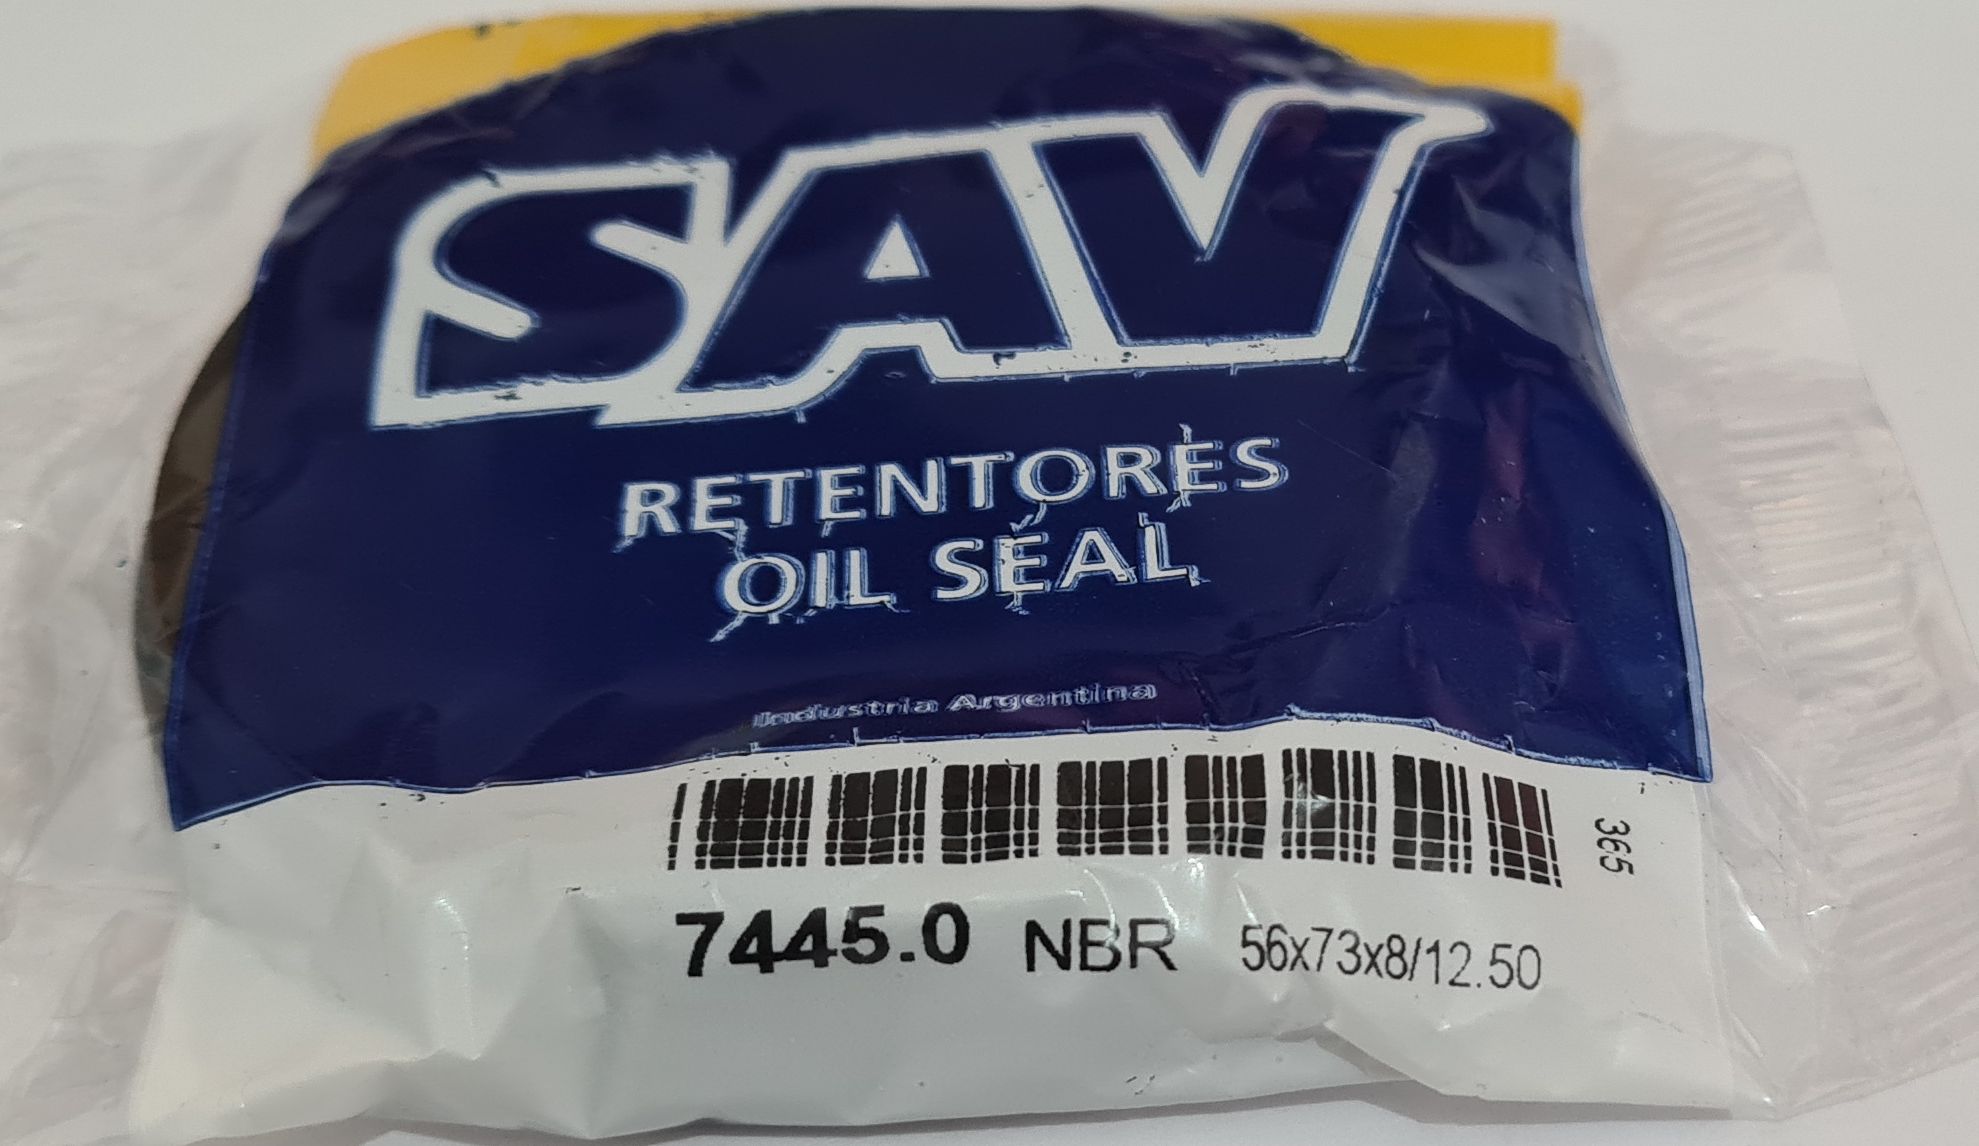 SAV
RETENTORES
OIL SEAL
Industria Argentina
365
7445.0 NBR 56x73x8/12.50